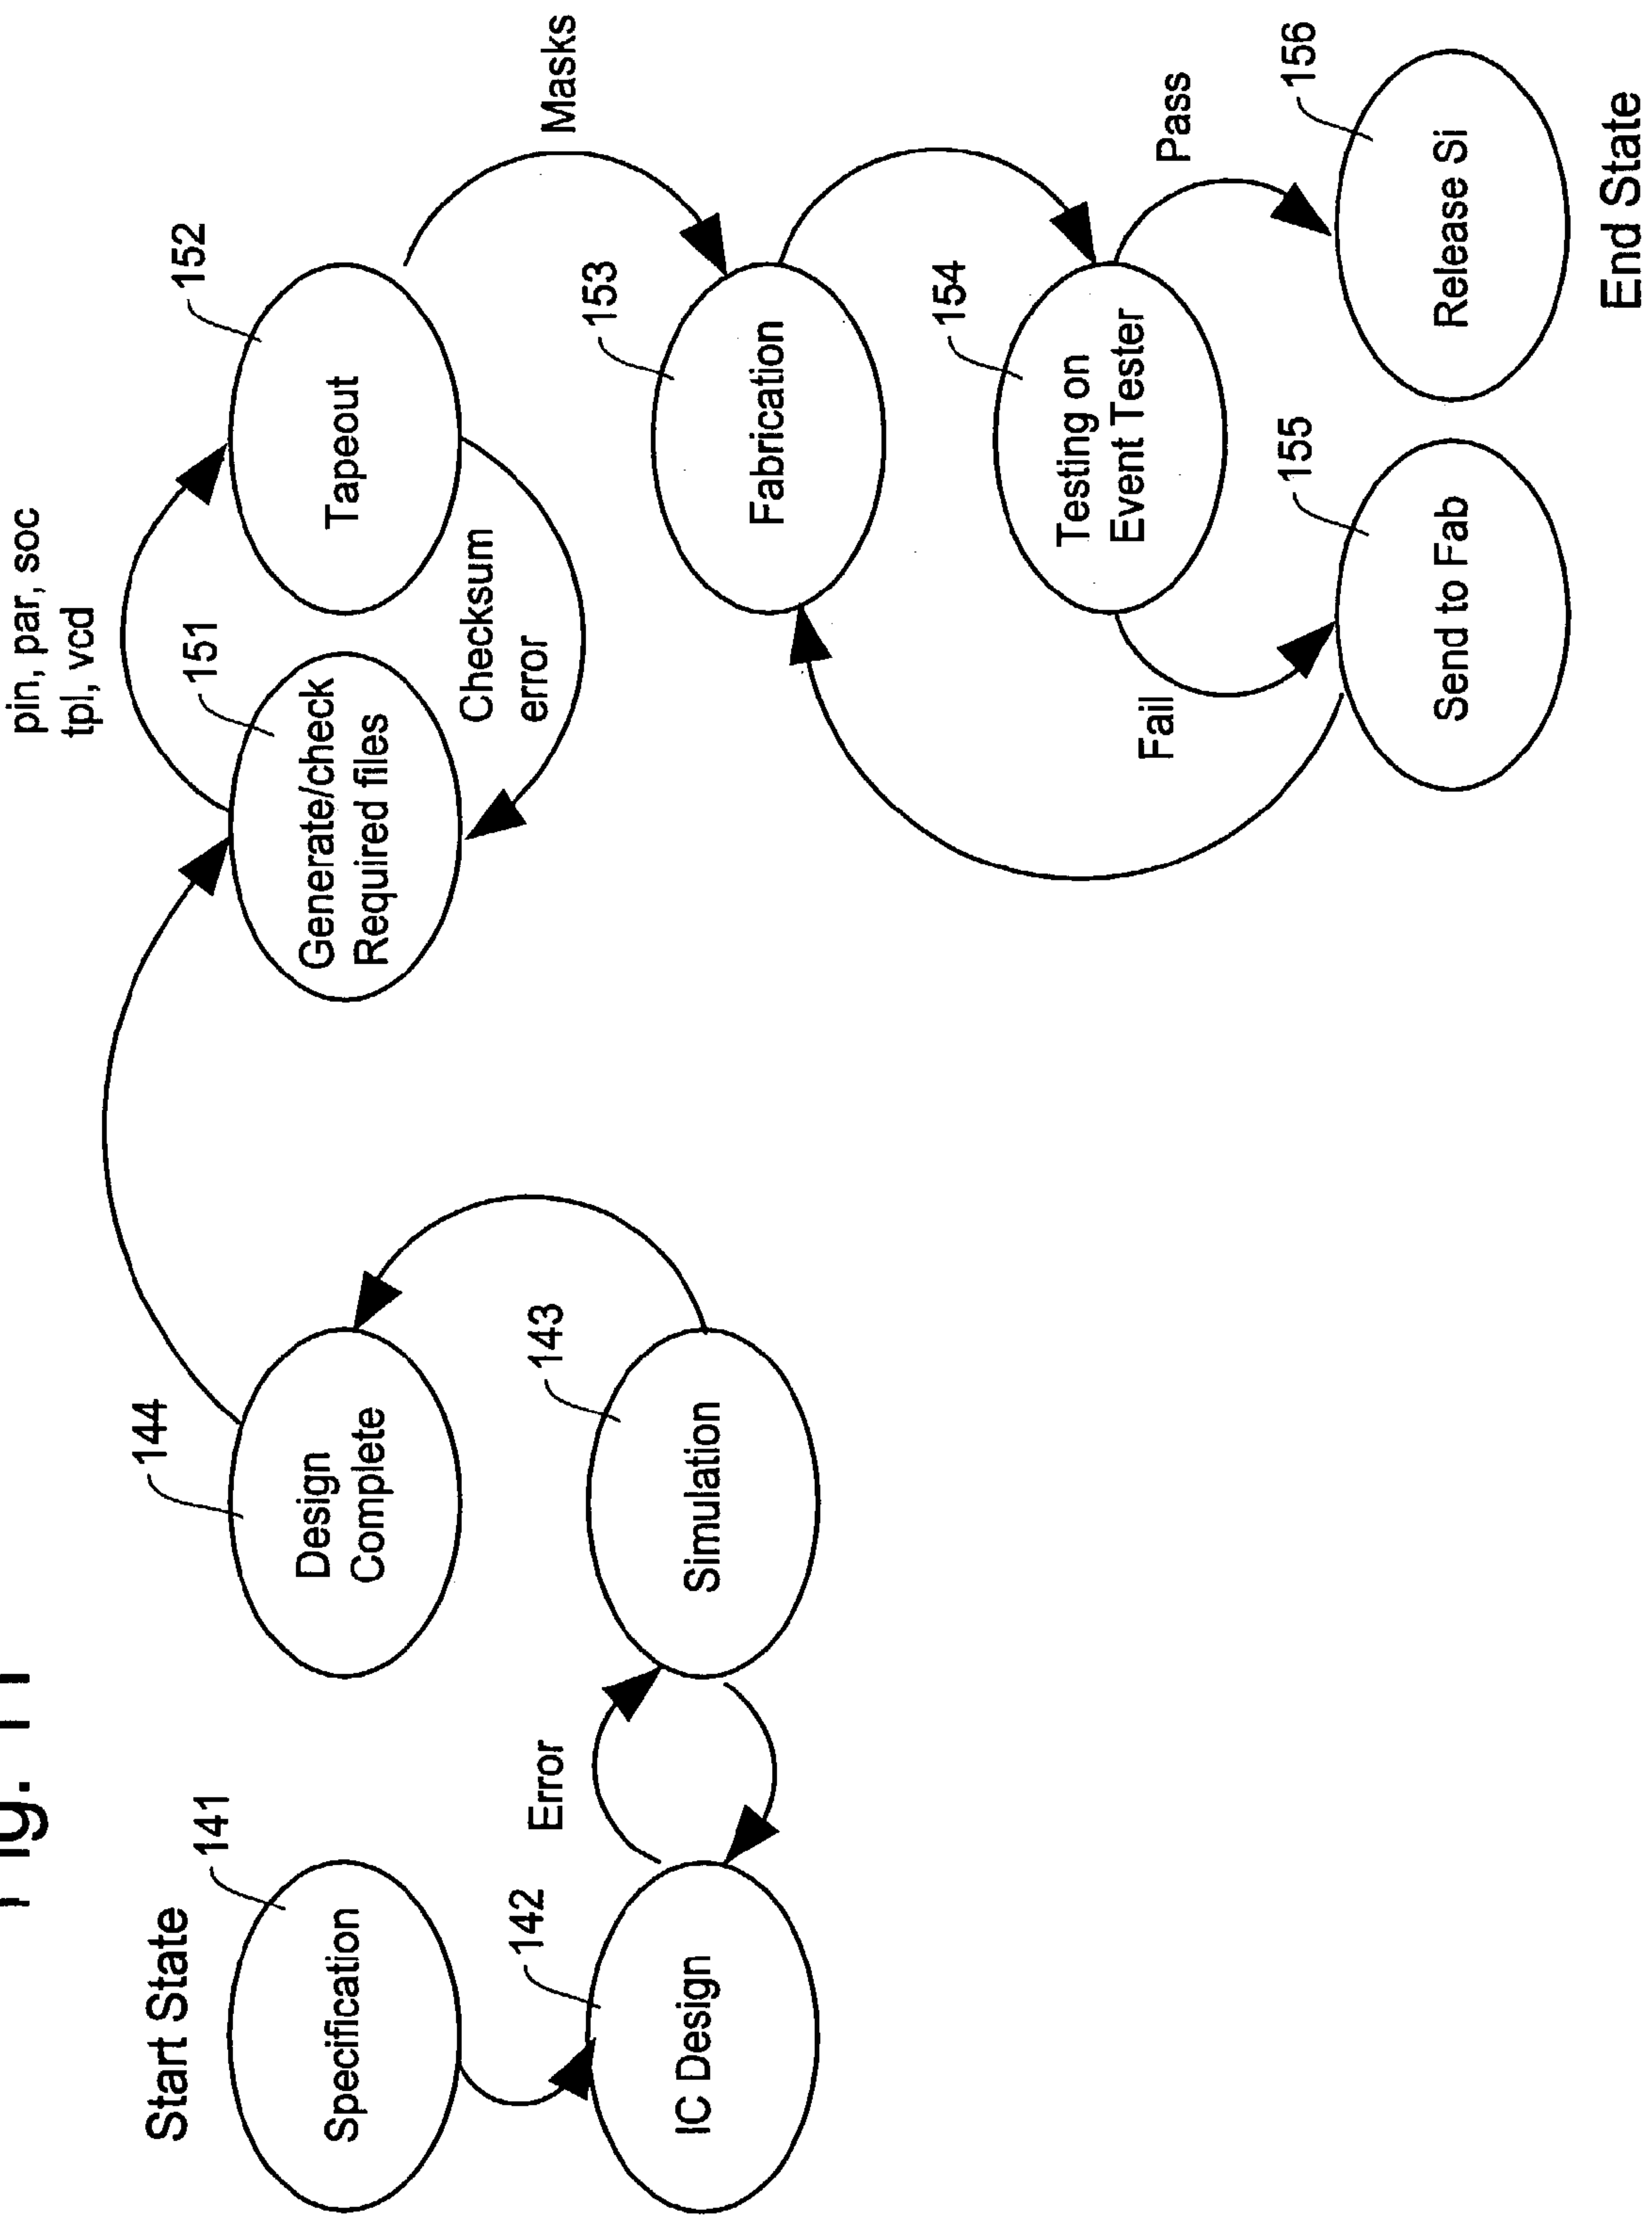 Fig. 11
Start State
141
Specification
142
IC Design
Error
143
Simulation
144
Design
Complete
pin, par, soc
tpl, vcd
151
Generate/check
Required files
Checksum
error
152
Tapeout
Masks
153
Fabrication
154
Testing on
Event Tester
Fail
Pass
155
Send to Fab
156
Release Si
End State